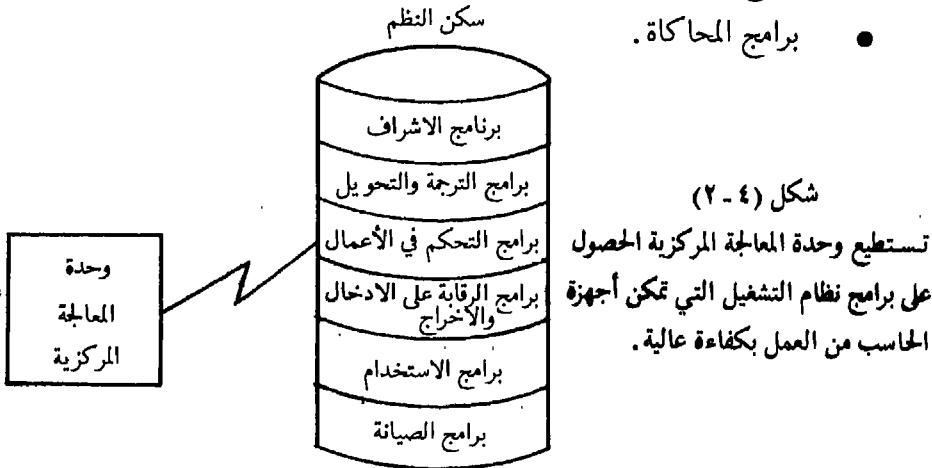 ● برامج المحاكاة .
سكن النظم
برنامج الاشراف
برامج الترجمة والتحويل
برامج التحكم في الأعمال
برامج الرقابة على الادخال
والاخراج
برامج الاستخدام
برامج الصيانة
شكل (٤ - ٢)
تستطيع وحدة المعالجة المركزية الحصول
على برامج نظام التشغيل التي تمكن أجهزة
الحاسب من العمل بكفاءة عالية .
وحدة
المعالجة
المركزية